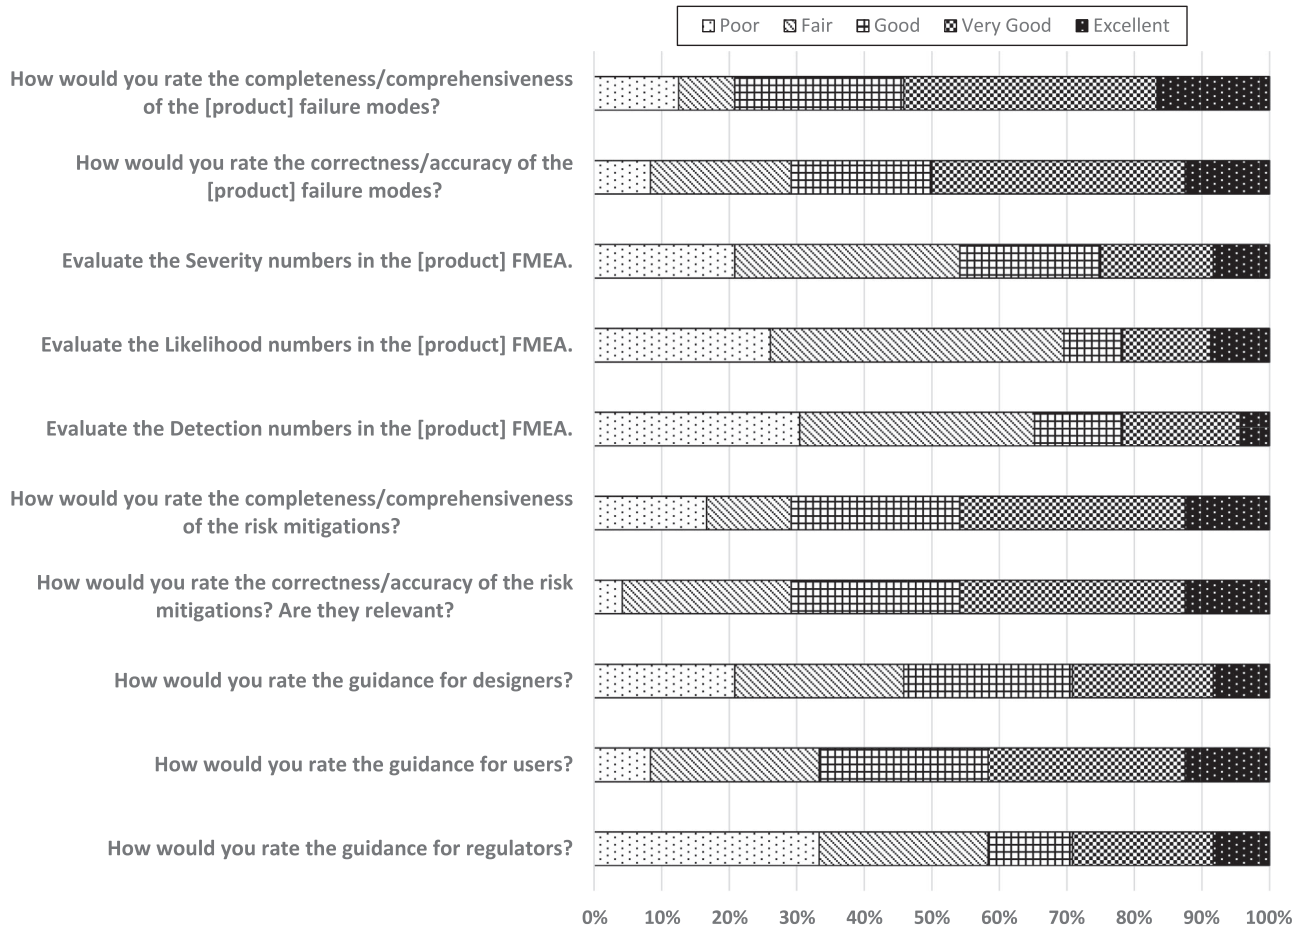 Poor Fair Good Very Good Excellent
How would you rate the completeness/comprehensiveness
of the [product] failure modes?
How would you rate the correctness/accuracy of the
[product] failure modes?
Evaluate the Severity numbers in the [product] FMEA.
Evaluate the Likelihood numbers in the [product] FMEA.
Evaluate the Detection numbers in the [product] FMEA.
How would you rate the completeness/comprehensiveness
of the risk mitigations?
How would you rate the correctness/accuracy of the risk
mitigations? Are they relevant?
How would you rate the guidance for designers?
How would you rate the guidance for users?
How would you rate the guidance for regulators?
0% 10% 20% 30% 40% 50% 60% 70% 80% 90% 100%